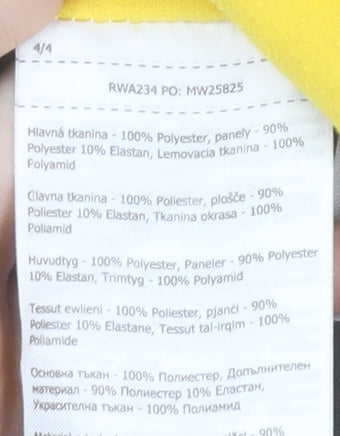 4/4
RWA234 PO: MW25825
Hlavná tkanina - 100% Polyester, panely - 90%
Polyester 10% Elastan, Lemovacia tkanina - 100%
Polyamid
Glavna tkanina - 100% Poliester, plošče - 90%
Poliester 10% Elastan, Tkanina okrasa - 100%
Poliamid
Huvudtyg - 100% Polyester, Paneler - 90% Polyester
10% Elastan, Trimtyg - 100% Polyamid
Tessut ewlieni - 100% Poliester, pjanċi - 90%
Poliester 10% Elastane, Tessut tal-irqim - 100%
Poliamide
Основна тъкан - 100% Полиестер, Допълнителен
материал - 90% Полиестер 10% Еластан,
Украсителна тъкан - 100% Полиамид
90%